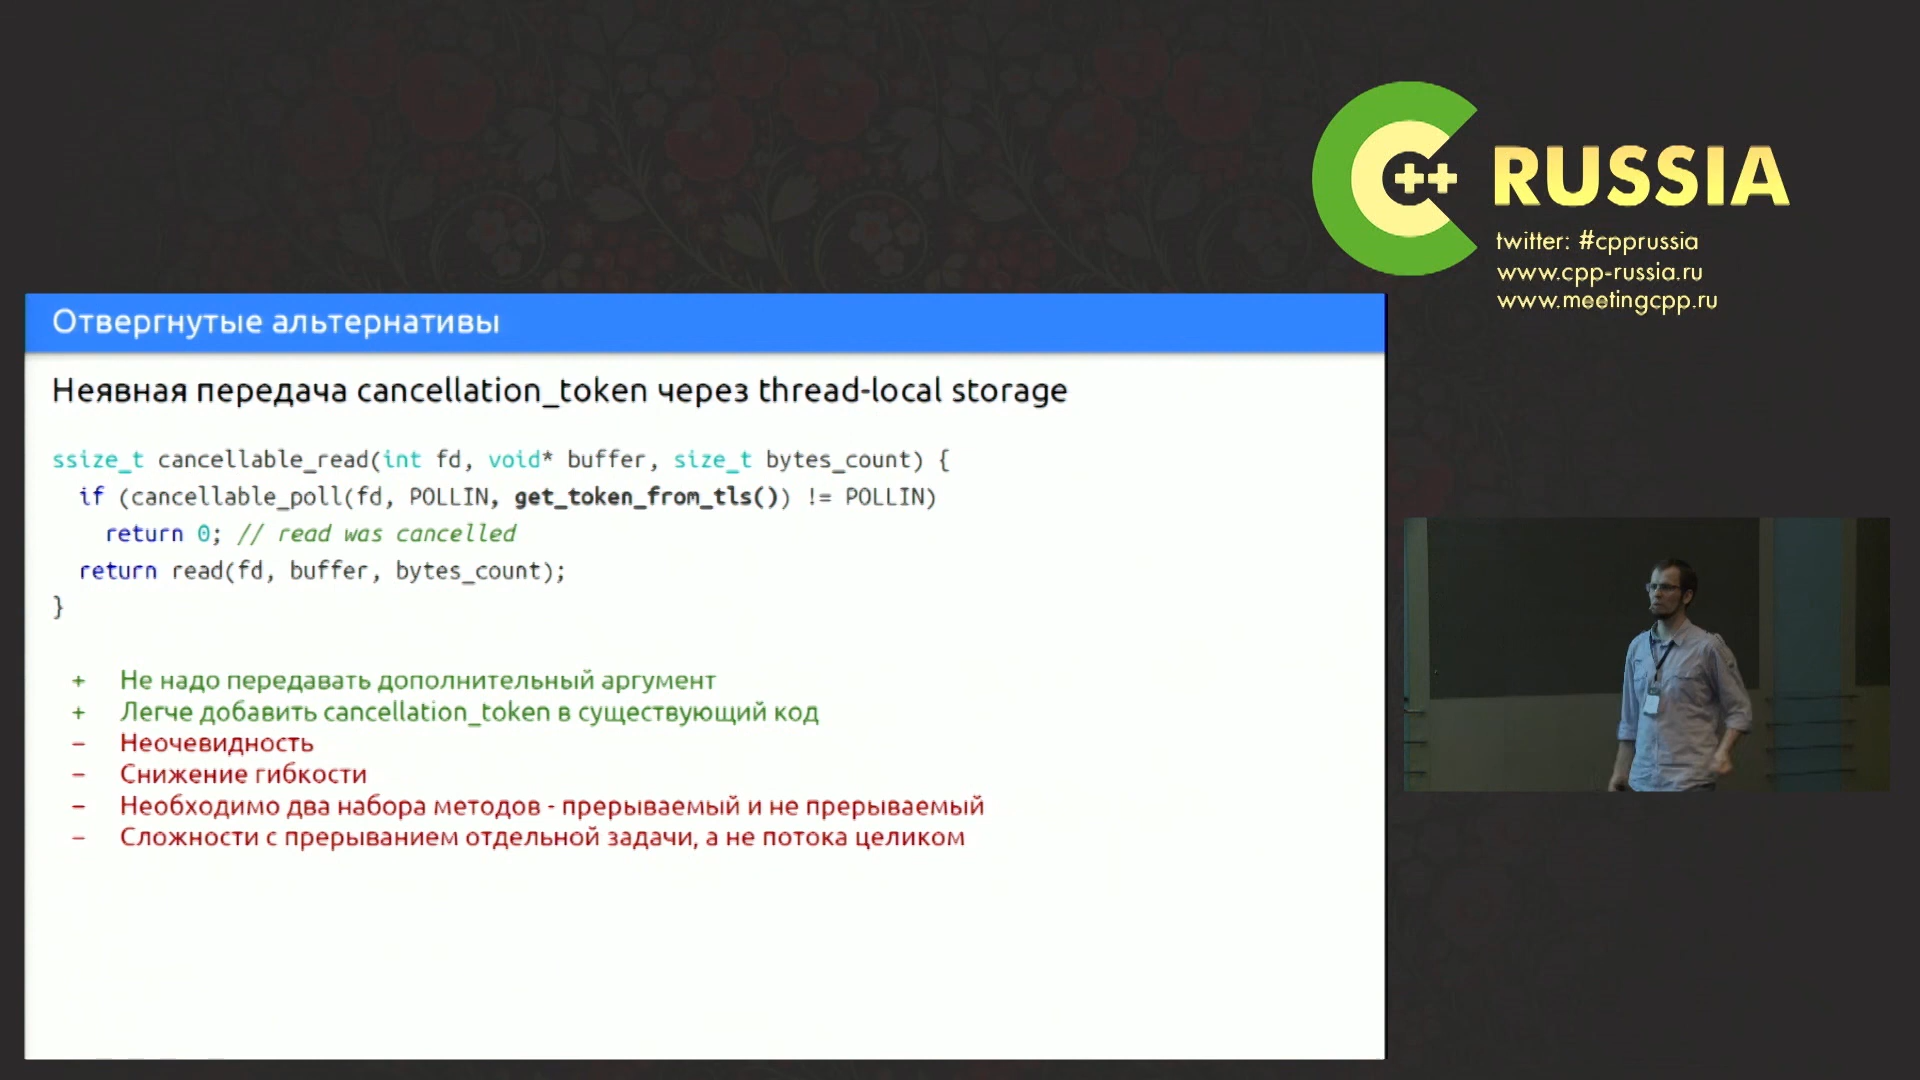 C++ RUSSIA
twitter: #cpprussia
www.cpp-russia.ru
www.meetingcpp.ru
Отвергнутые альтернативы
Неявная передача cancellation_token через thread-local storage
ssize_t cancellable_read(int fd, void* buffer, size_t bytes_count) {
if (cancellable_poll(fd, POLLIN, get_token_from_tls()) != POLLIN)
return 0; // read was cancelled
return read(fd, buffer, bytes_count);
}
+ Не надо передавать дополнительный аргумент
+ Легче добавить cancellation_token в существующий код
– Неочевидность
– Снижение гибкости
– Необходимо два набора методов - прерываемый и не прерываемый
– Сложности с прерыванием отдельной задачи, а не потока целиком